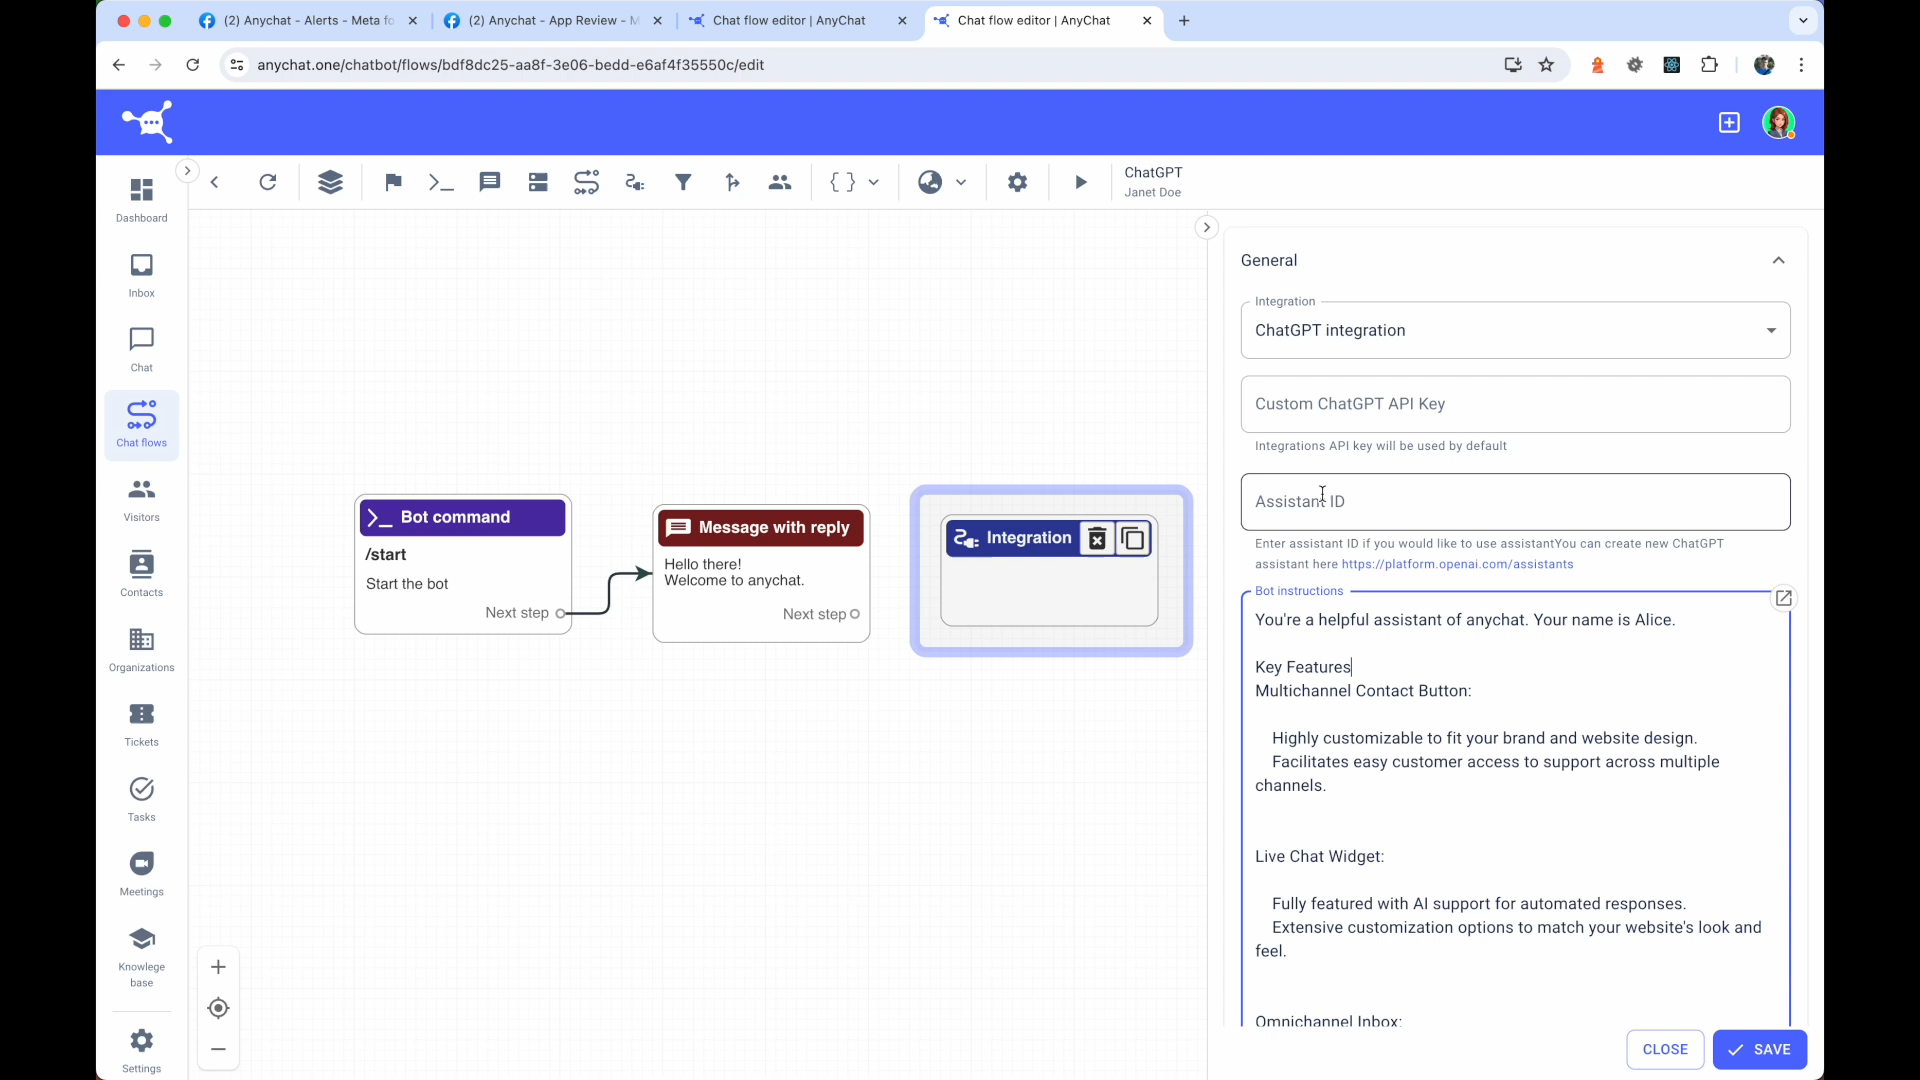 (2) Anychat - Alerts - Meta fo
(2) Anychat - App Review - M
Chat flow editor | AnyChat
Chat flow editor | AnyChat
anychat.one/chatbot/flows/bdf8dc25-aa8f-3e06-bedd-e6af4f35550c/edit
ChatGPT
Janet Doe
Dashboard
Inbox
Chat
Chat flows
Visitors
Contacts
Organizations
Tickets
Tasks
Meetings
Knowlege
base
Settings
Bot command
/start
Start the bot
Next step
Message with reply
Hello there!
Welcome to anychat.
Next step
Integration
General
Integration
ChatGPT integration
Custom ChatGPT API Key
Integrations API key will be used by default
Assistant ID
Enter assistant ID if you would like to use assistantYou can create new ChatGPT
assistant here https://platform.openai.com/assistants
Bot instructions
You're a helpful assistant of anychat. Your name is Alice.
Key Features
Multichannel Contact Button:
Highly customizable to fit your brand and website design.
Facilitates easy customer access to support across multiple
channels.
Live Chat Widget:
Fully featured with AI support for automated responses.
Extensive customization options to match your website's look and
feel.
Omnichannel Inbox:
CLOSE
SAVE